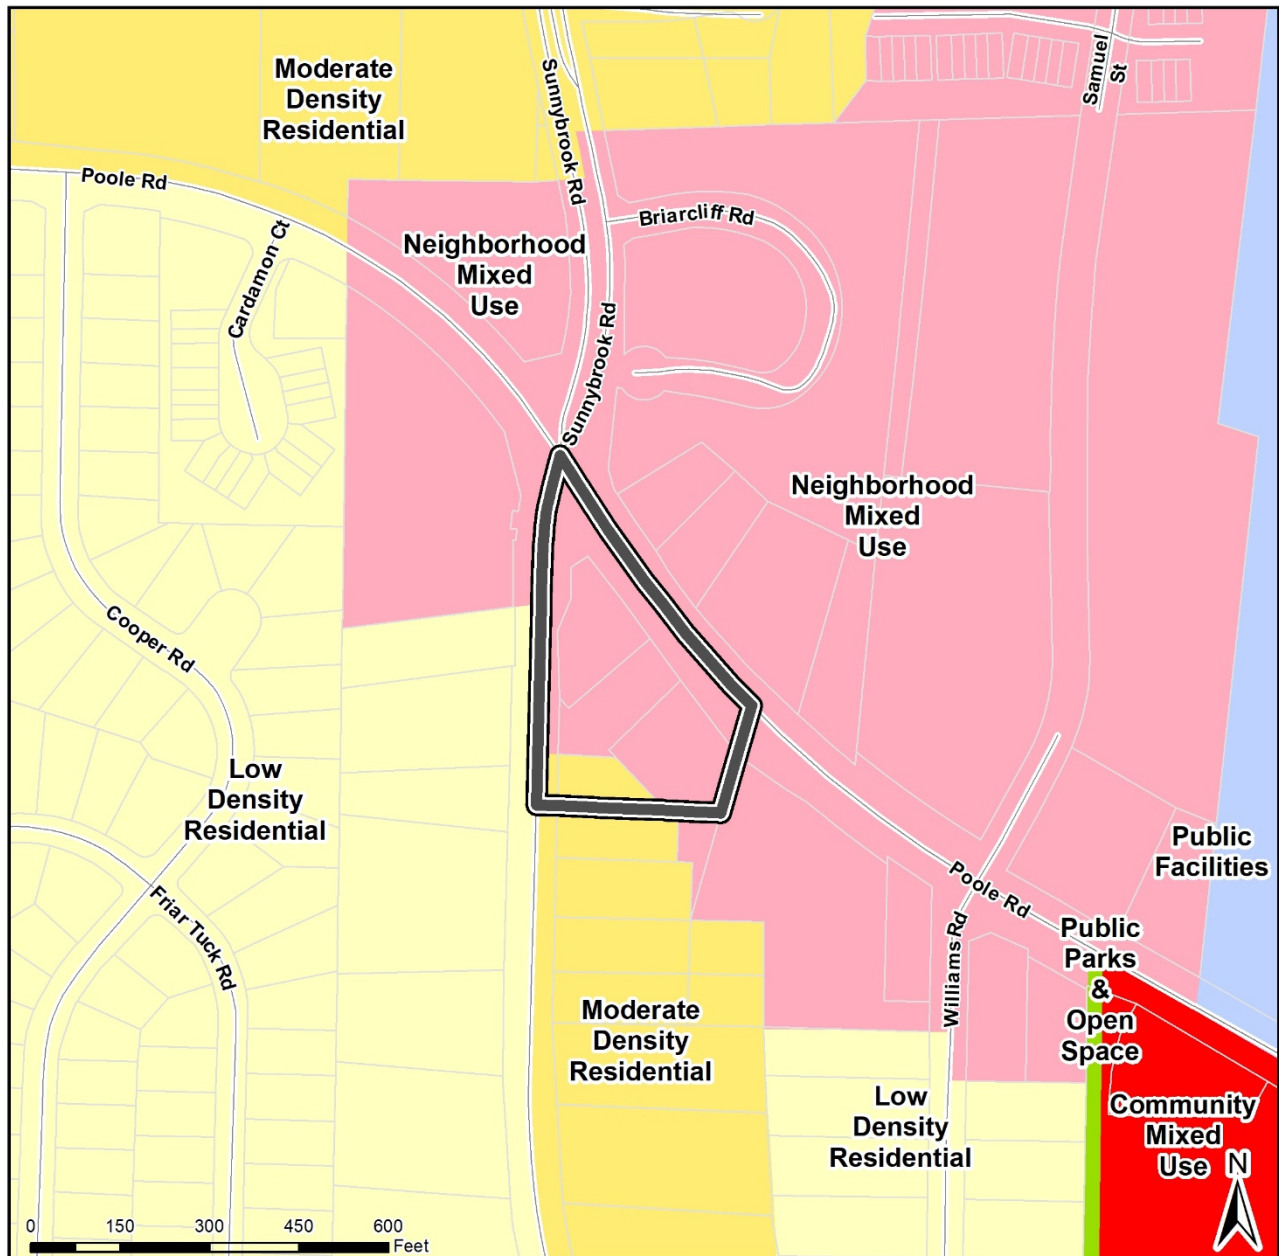 Moderate
Density
Residential
Sunnybrook Rd
Samuel
St
Poole Rd
Cardamon Ct
Neighborhood
Mixed
Use
Briarcliff Rd
Sunnybrook Rd
Neighborhood
Mixed
Use
Cooper Rd
Low
Density
Residential
Friar Tuck Rd
Public
Facilities
Poole Rd
Williams Rd
Public
Parks
&
Open
Space
Moderate
Density
Residential
Low
Density
Residential
Community
Mixed
Use
N
0 150 300 450 600
Feet